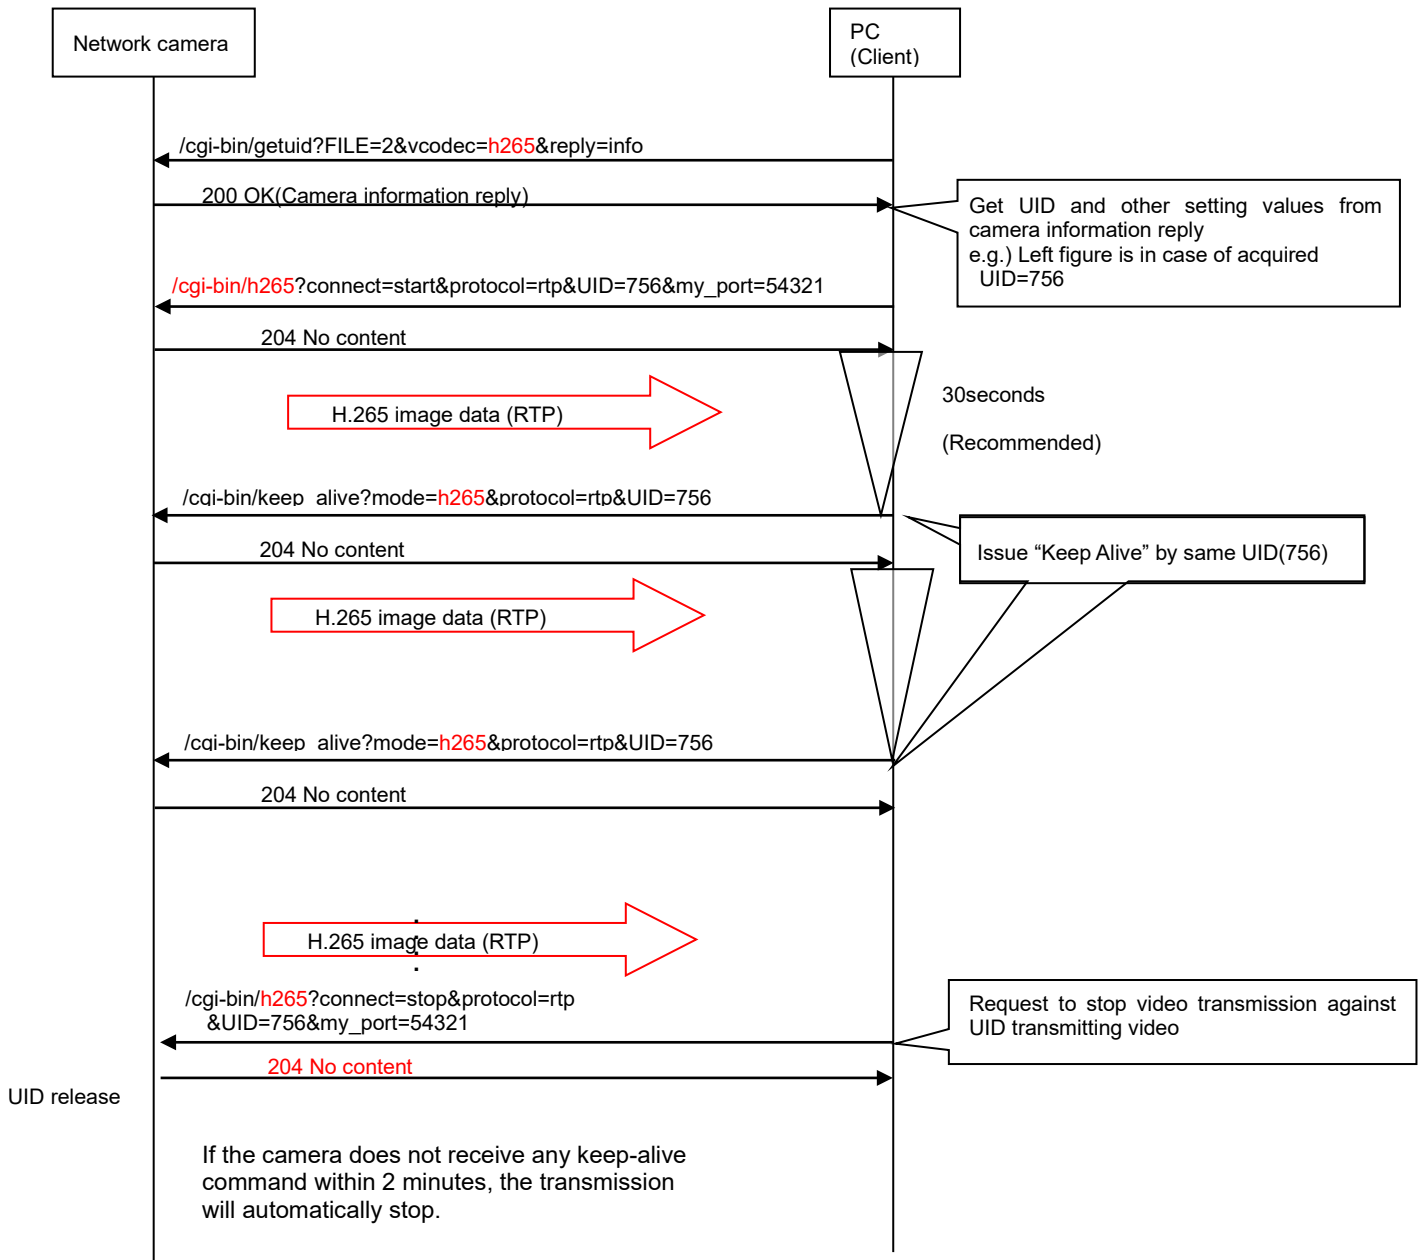 Network camera
PC
(Client)
/cgi-bin/getuid?FILE=2&vcodec=h265&reply=info
200 OK(Camera information reply)
Get UID and other setting values from
camera information reply
e.g.) Left figure is in case of acquired
UID=756
/cgi-bin/h265?connect=start&protocol=rtp&UID=756&my_port=54321
204 No content
30seconds
H.265 image data (RTP)
(Recommended)
/cgi-bin/keep_alive?mode=h265&protocol=rtp&UID=756
204 No content
Issue “Keep Alive” by same UID(756)
H.265 image data (RTP)
/cgi-bin/keep_alive?mode=h265&protocol=rtp&UID=756
204 No content
H.265 image data (RTP)
/cgi-bin/h265?connect=stop&protocol=rtp
&UID=756&my_port=54321
Request to stop video transmission against
UID transmitting video
204 No content
UID release
If the camera does not receive any keep-alive
command within 2 minutes, the transmission
will automatically stop.